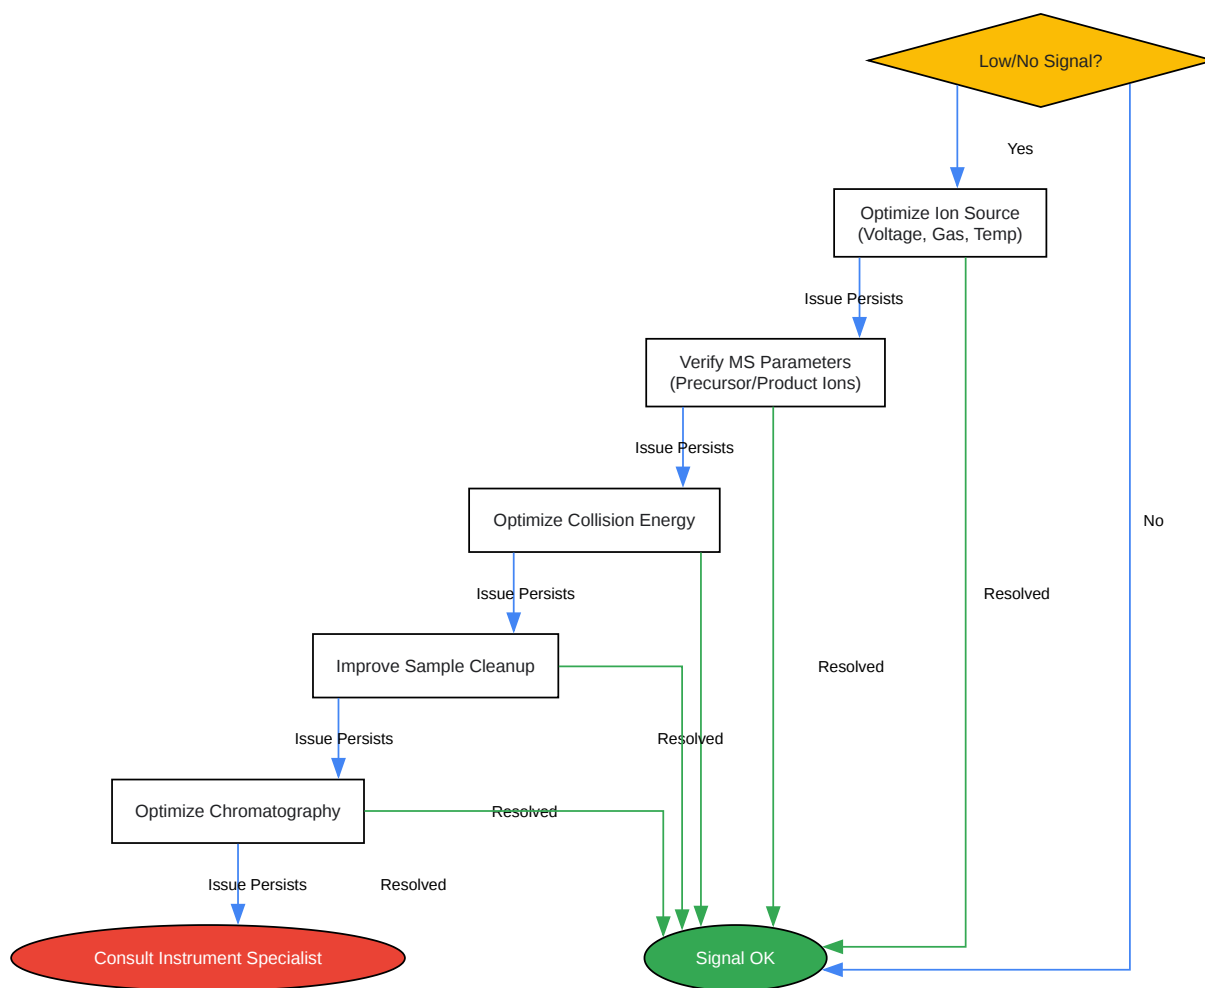 Low/No Signal?
Yes
Optimize Ion Source
(Voltage, Gas, Temp)
Issue Persists
Verify MS Parameters
(Precursor/Product Ions)
Issue Persists
Optimize Collision Energy
No
Issue Persists
Resolved
Improve Sample Cleanup
Resolved
Issue Persists
Resolved
Optimize Chromatography
Resolved
Issue Persists
Resolved
Consult Instrument Specialist
Signal OK